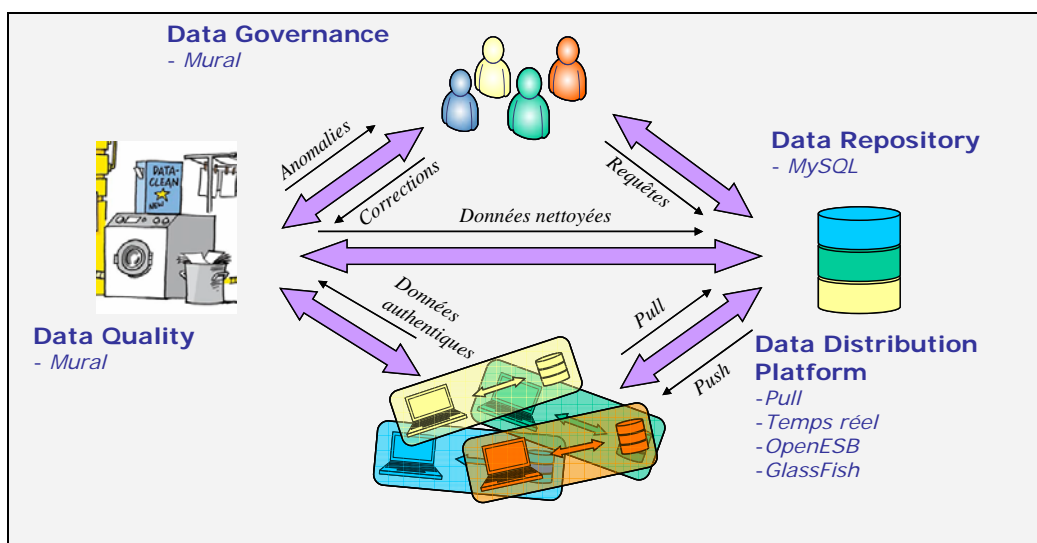 Data Governance
- Mural
Anomalies
Corrections
Requêtes
Data Repository
- MySQL
DATA-
CLEAN
NEW
Données nettoyées
Données
authentiques
Pull
Push
Data Quality
- Mural
Data Distribution
Platform
-Pull
-Temps réel
-OpenESB
-GlassFish